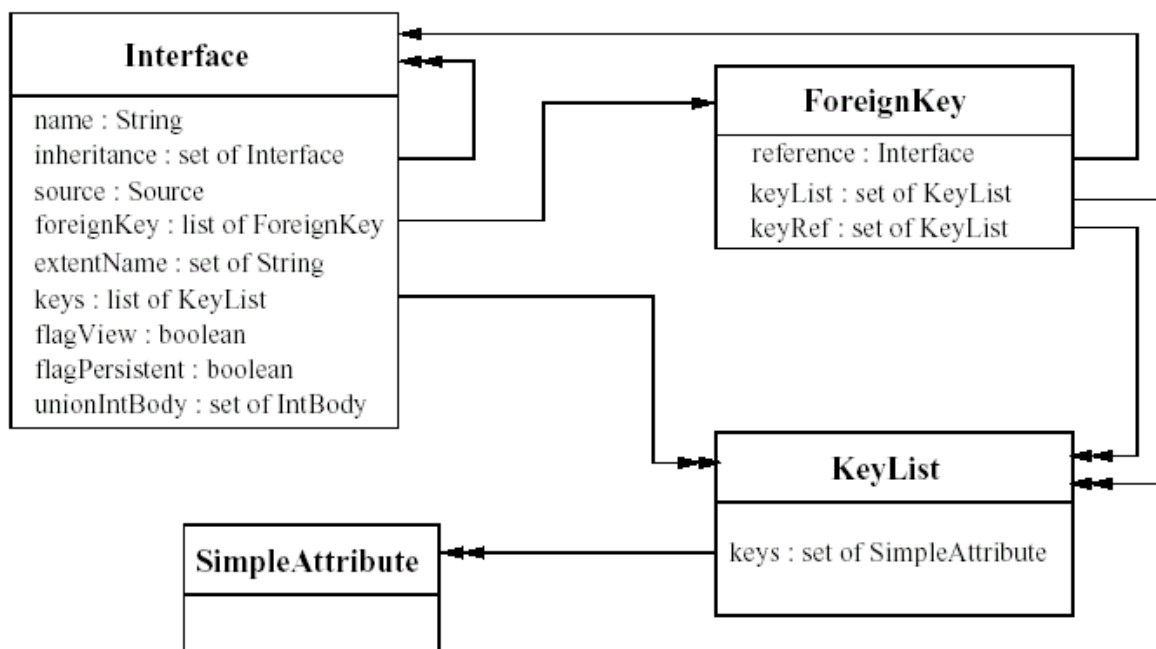 Interface
name : String
inheritance : set of Interface
source : Source
foreignKey : list of ForeignKey
extentName : set of String
keys : list of KeyList
flagView : boolean
flagPersistent : boolean
unionIntBody : set of IntBody
ForeignKey
reference : Interface
keyList : set of KeyList
keyRef : set of KeyList
KeyList
keys : set of SimpleAttribute
SimpleAttribute